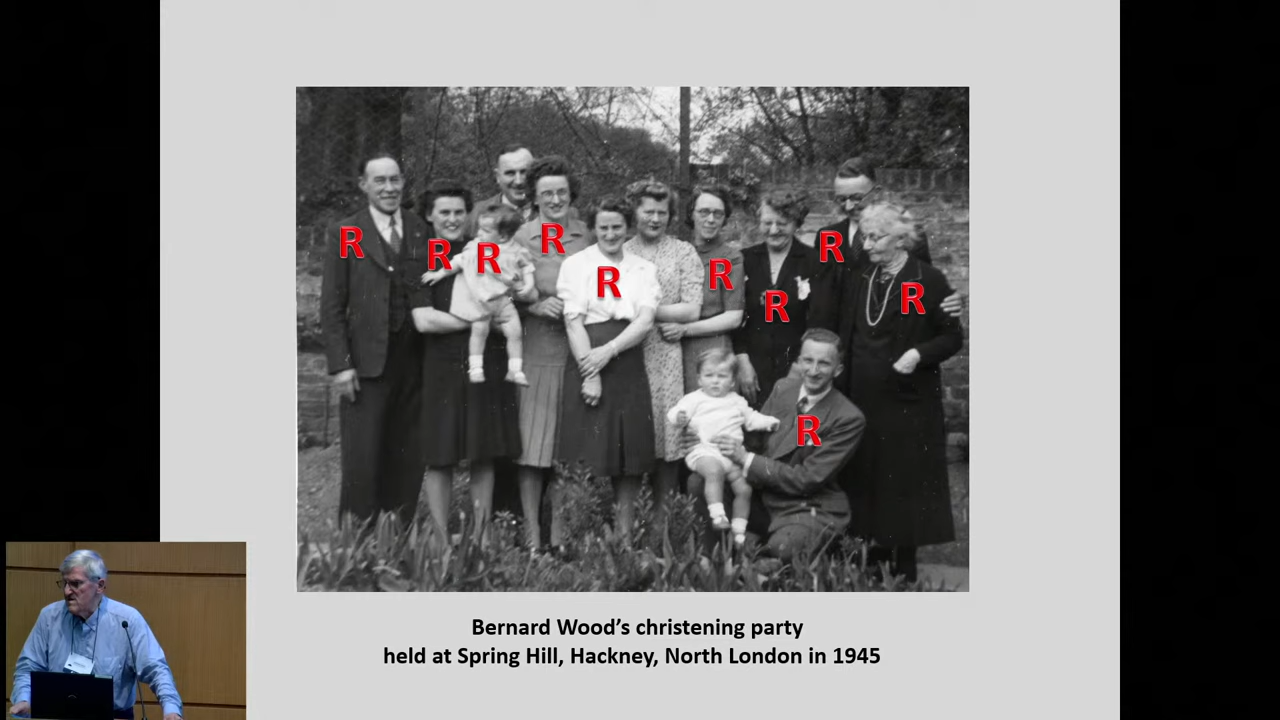 R
R
R
R
R
R
R
R
R
R
Bernard Wood's christening party
held at Spring Hill, Hackney, North London in 1945